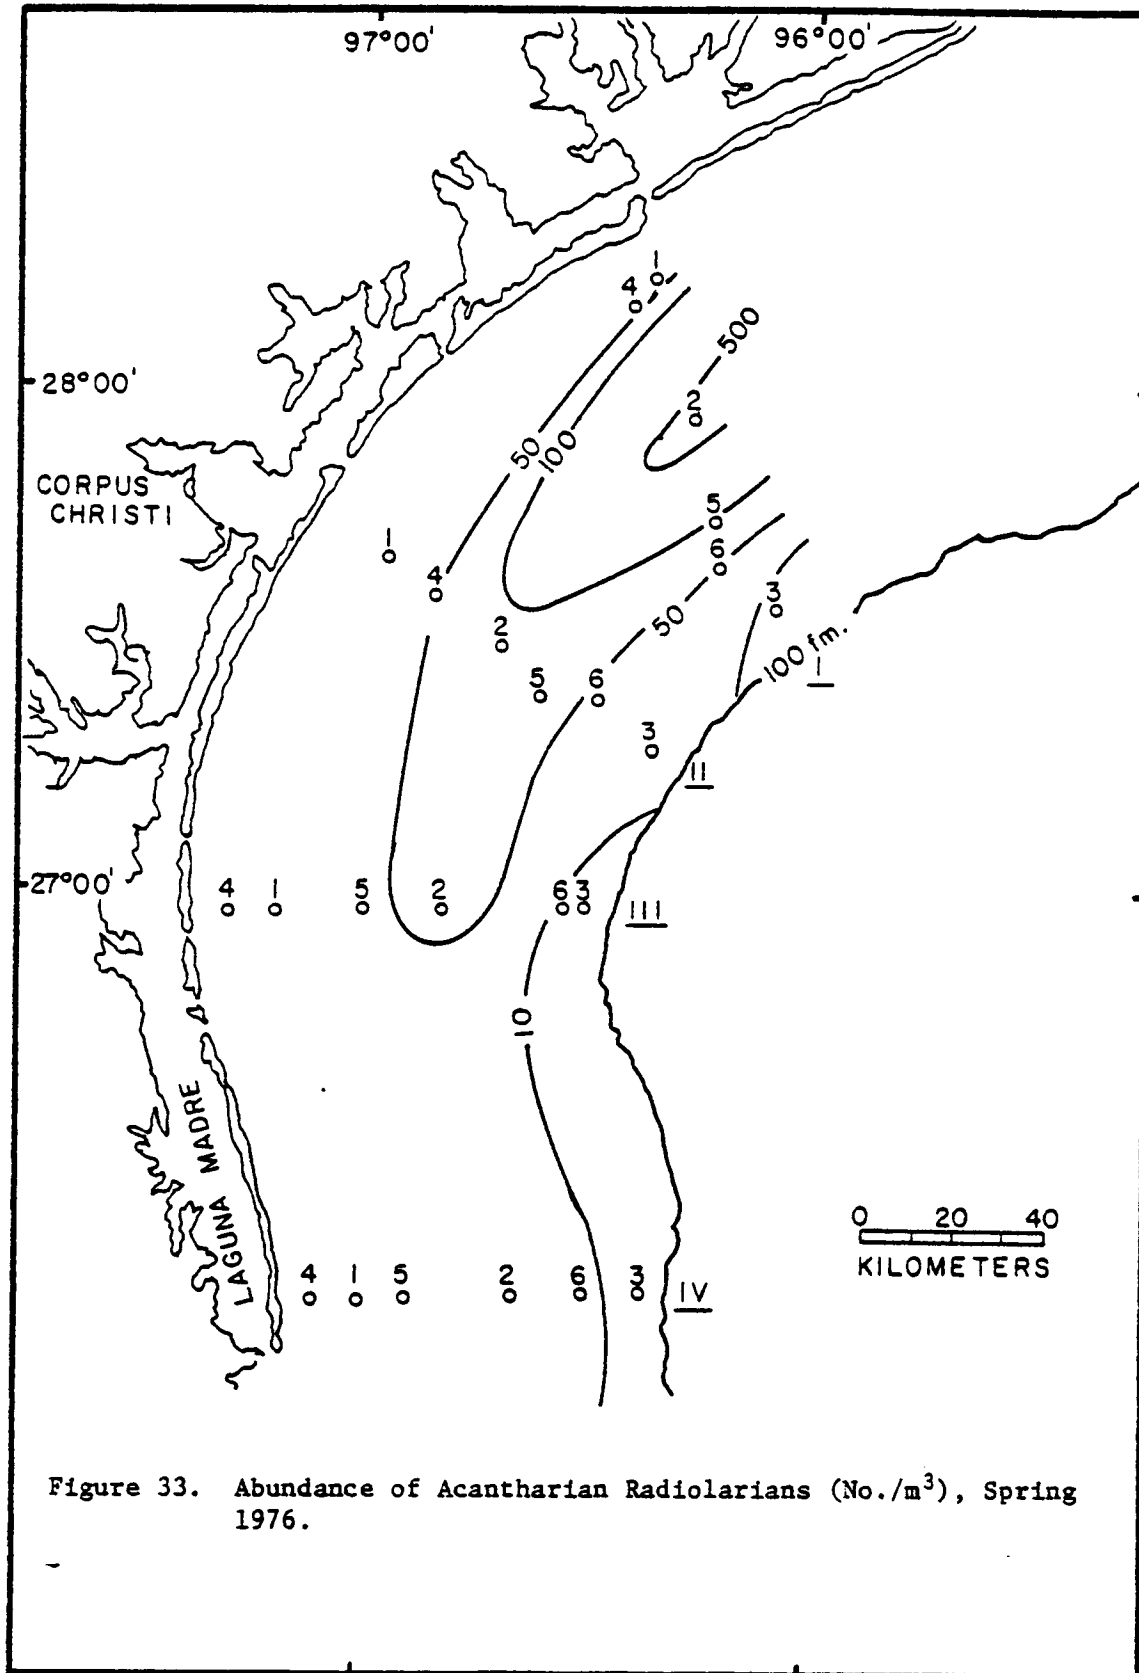 97°00' 96°00'
1
4
500
28°00'
2
50
100
CORPUS
CHRISTI
5
1
6
4
3
50
2
100 fm.
I
5 6
3
II
27°00'
4 1 5 2 6 3
III
10
LAGUNA MADRE
0 20 40
KILOMETERS
4 1 5 2 6 3
IV
Figure 33. Abundance of Acantharian Radiolarians (No./m³), Spring
1976.